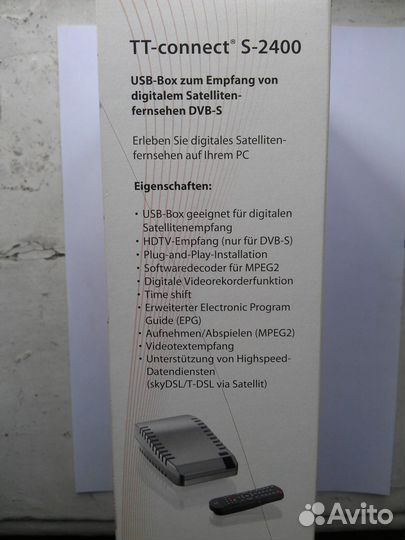 TT-connect® S-2400
USB-Box zum Empfang von
digitalem Satelliten-
fernsehen DVB-S
Erleben Sie digitales Satelliten-
fernsehen auf Ihrem PC
Eigenschaften:
• USB-Box geeignet für digitalen
Satellitenempfang
• HDTV-Empfang (nur für DVB-S)
• Plug-and-Play-Installation
• Softwaredecoder für MPEG2
• Digitale Videorekorderfunktion
• Time shift
• Erweiterter Electronic Program
Guide (EPG)
• Aufnehmen/Abspielen (MPEG2)
• Videotextempfang
• Unterstützung von Highspeed-
Datendiensten
(skyDSL/T-DSL via Satellit)
Avito